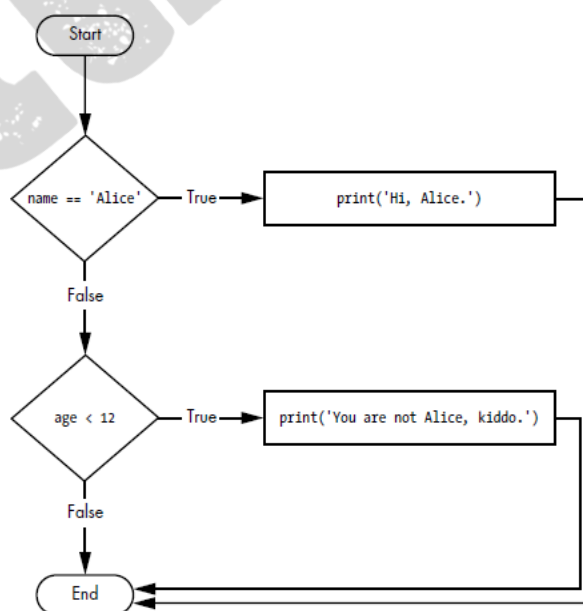 Start
name == 'Alice'
True
print('Hi, Alice.')
False
age < 12
True
print('You are not Alice, kiddo.')
False
End